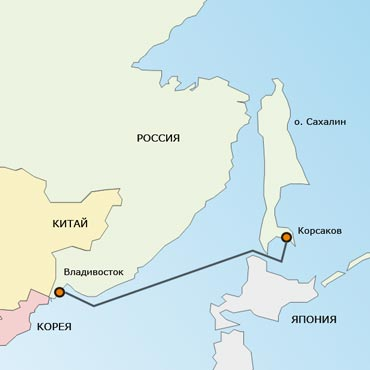 о. Сахалин
РОССИЯ
КИТАЙ
Корсаков
Владивосток
КОРЕЯ
ЯПОНИЯ